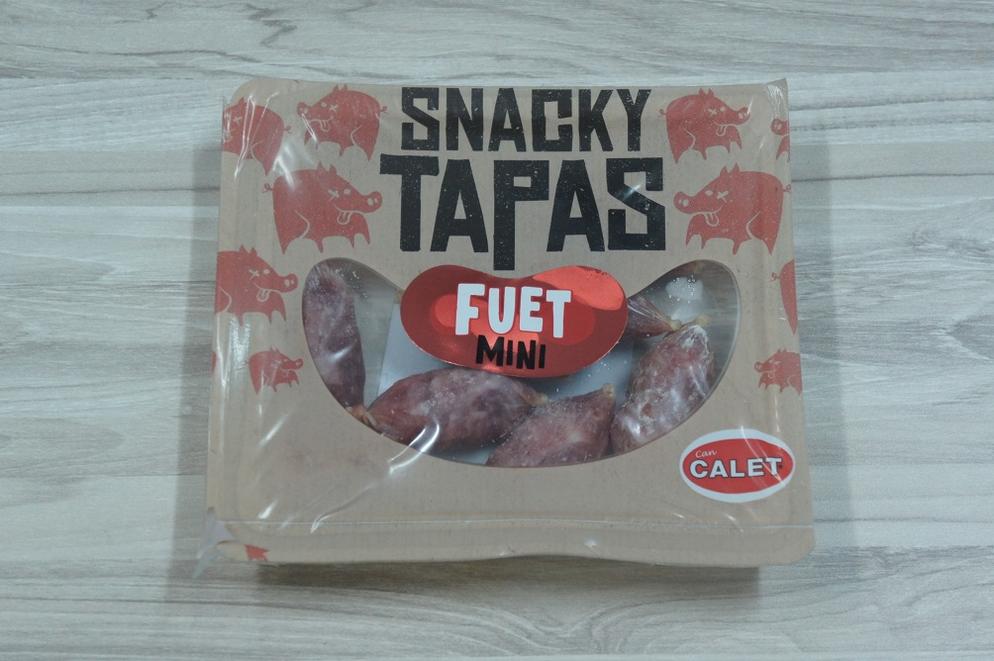 SNACKY
TAPAS
FUET
MINI
Can
CALET